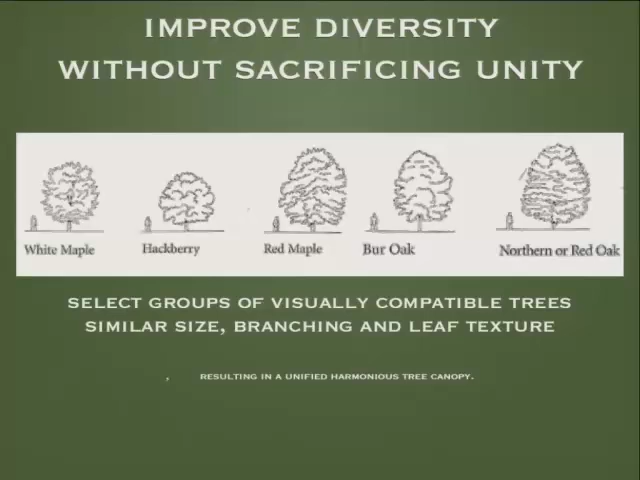 IMPROVE DIVERSITY
WITHOUT SACRIFICING UNITY
White Maple
Hackberry
Red Maple
Bur Oak
Northern or Red Oak
SELECT GROUPS OF VISUALLY COMPATIBLE TREES
SIMILAR SIZE, BRANCHING AND LEAF TEXTURE
, RESULTING IN A UNIFIED HARMONIOUS TREE CANOPY.